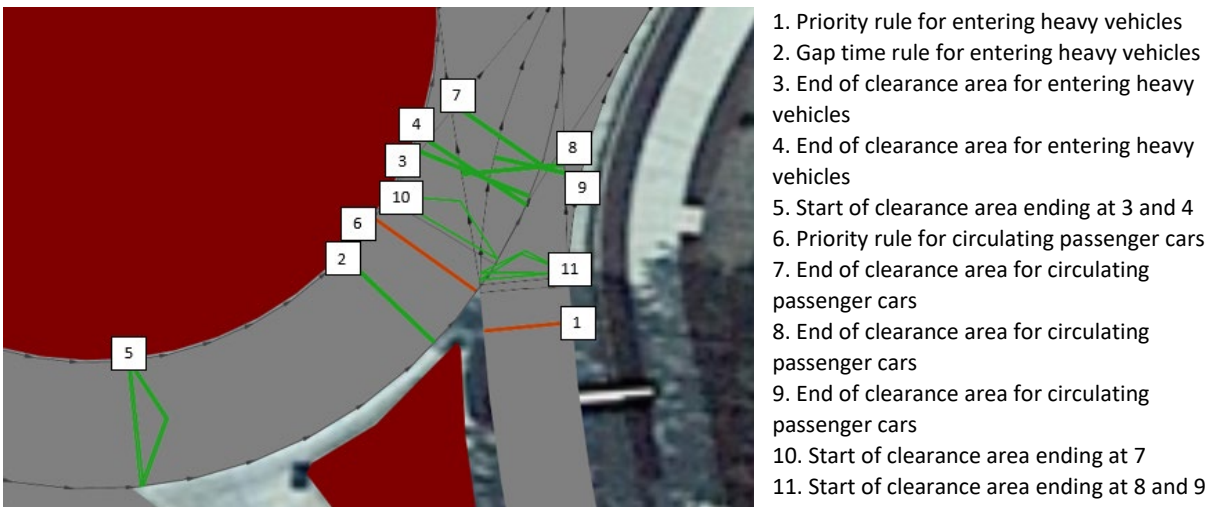 1. Priority rule for entering heavy vehicles
2. Gap time rule for entering heavy vehicles
3. End of clearance area for entering heavy
vehicles
4. End of clearance area for entering heavy
vehicles
5. Start of clearance area ending at 3 and 4
6. Priority rule for circulating passenger cars
7. End of clearance area for circulating
passenger cars
8. End of clearance area for circulating
passenger cars
9. End of clearance area for circulating
passenger cars
10. Start of clearance area ending at 7
11. Start of clearance area ending at 8 and 9
7
4
8
3
9
10
6
2
11
1
5